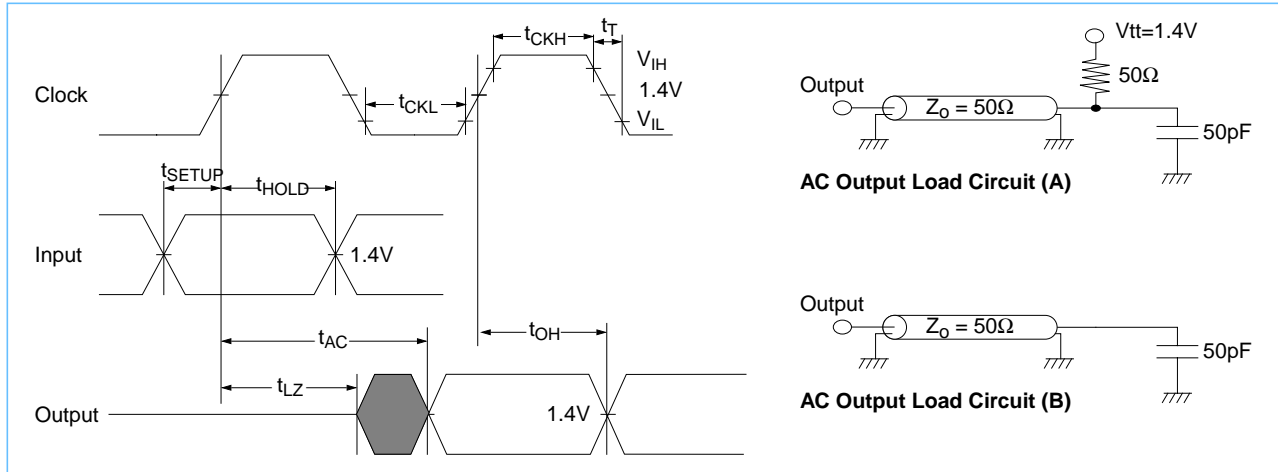 Clock
tCKH
tT
VIH
1.4V
VIL
tCKL
tSETUP
tHOLD
Input
1.4V
tAC
tOH
tLZ
Output
1.4V
Vtt=1.4V
50Ω
Output
Zo = 50Ω
50pF
AC Output Load Circuit (A)
Output
Zo = 50Ω
50pF
AC Output Load Circuit (B)